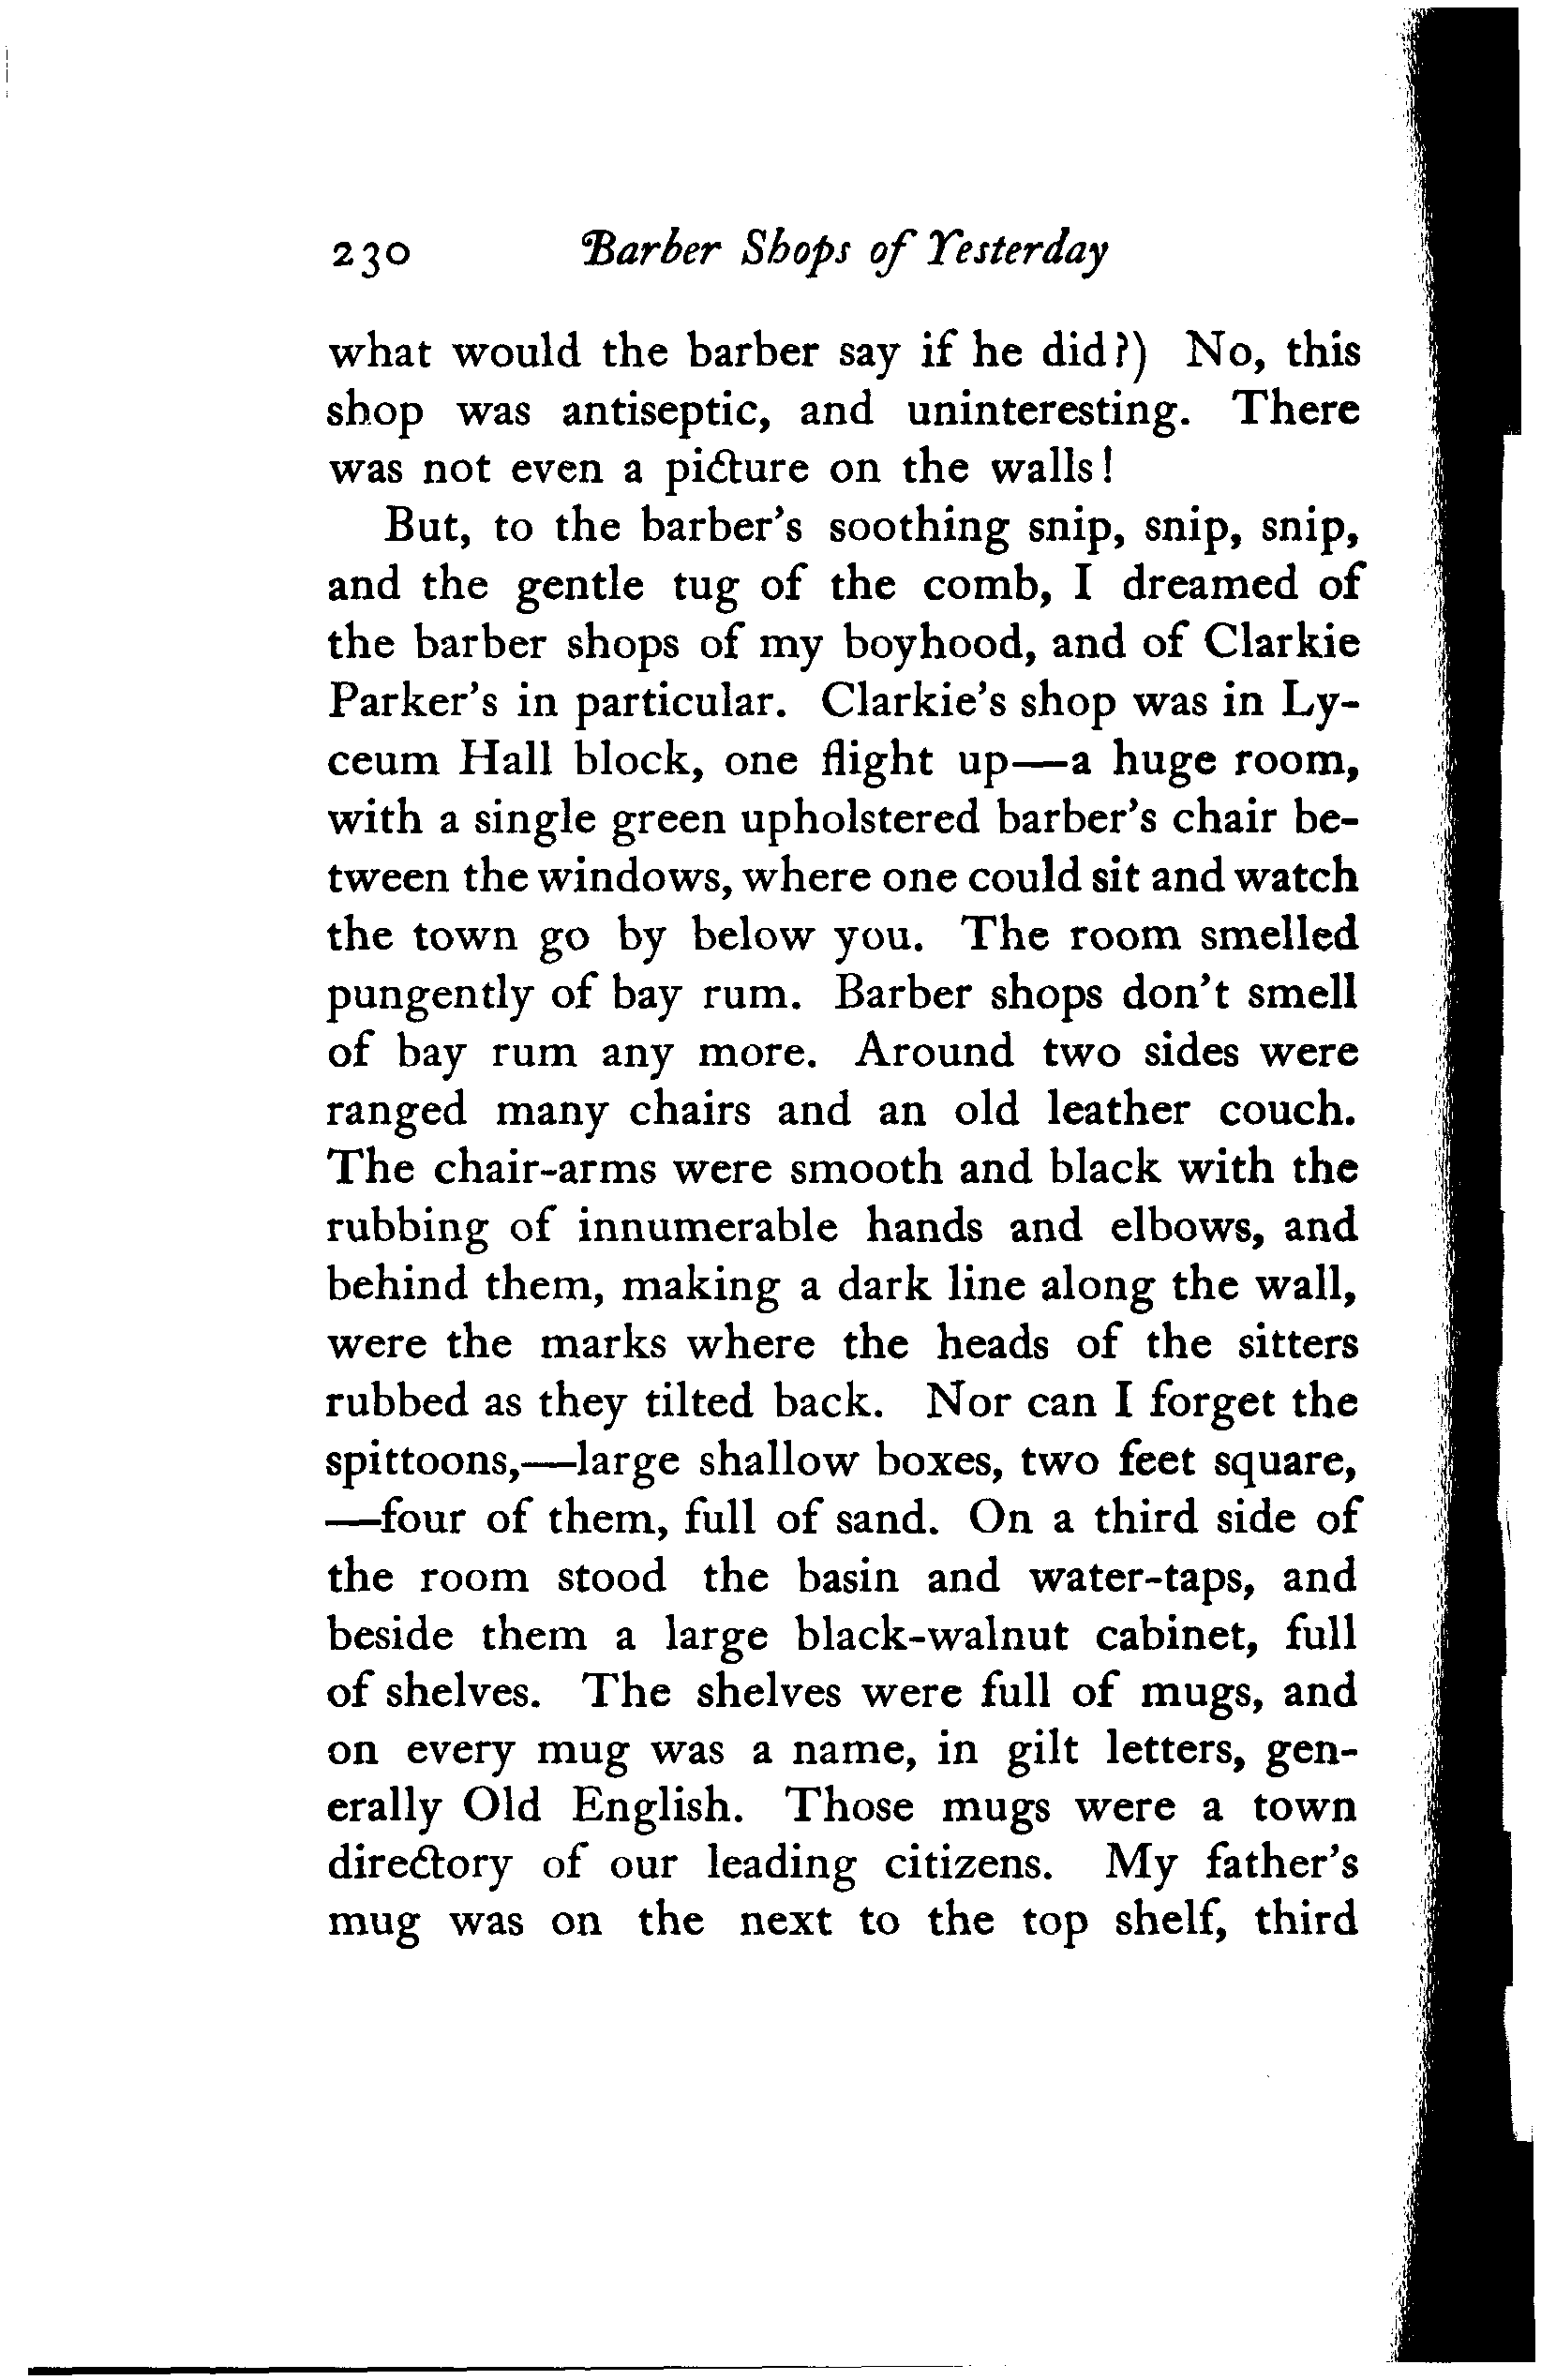 230 Barber Shops of Yesterday
what would the barber say if he did?) No, this
shop was antiseptic, and uninteresting. There
was not even a picture on the walls!
But, to the barber's soothing snip, snip, snip,
and the gentle tug of the comb, I dreamed of
the barber shops of my boyhood, and of Clarkie
Parker's in particular. Clarkie's shop was in Ly-
ceum Hall block, one flight up—a huge room,
with a single green upholstered barber's chair be-
tween the windows, where one could sit and watch
the town go by below you. The room smelled
pungently of bay rum. Barber shops don't smell
of bay rum any more. Around two sides were
ranged many chairs and an old leather couch.
The chair-arms were smooth and black with the
rubbing of innumerable hands and elbows, and
behind them, making a dark line along the wall,
were the marks where the heads of the sitters
rubbed as they tilted back. Nor can I forget the
spittoons,—large shallow boxes, two feet square,
—four of them, full of sand. On a third side of
the room stood the basin and water-taps, and
beside them a large black-walnut cabinet, full
of shelves. The shelves were full of mugs, and
on every mug was a name, in gilt letters, gen-
erally Old English. Those mugs were a town
directory of our leading citizens. My father's
mug was on the next to the top shelf, third